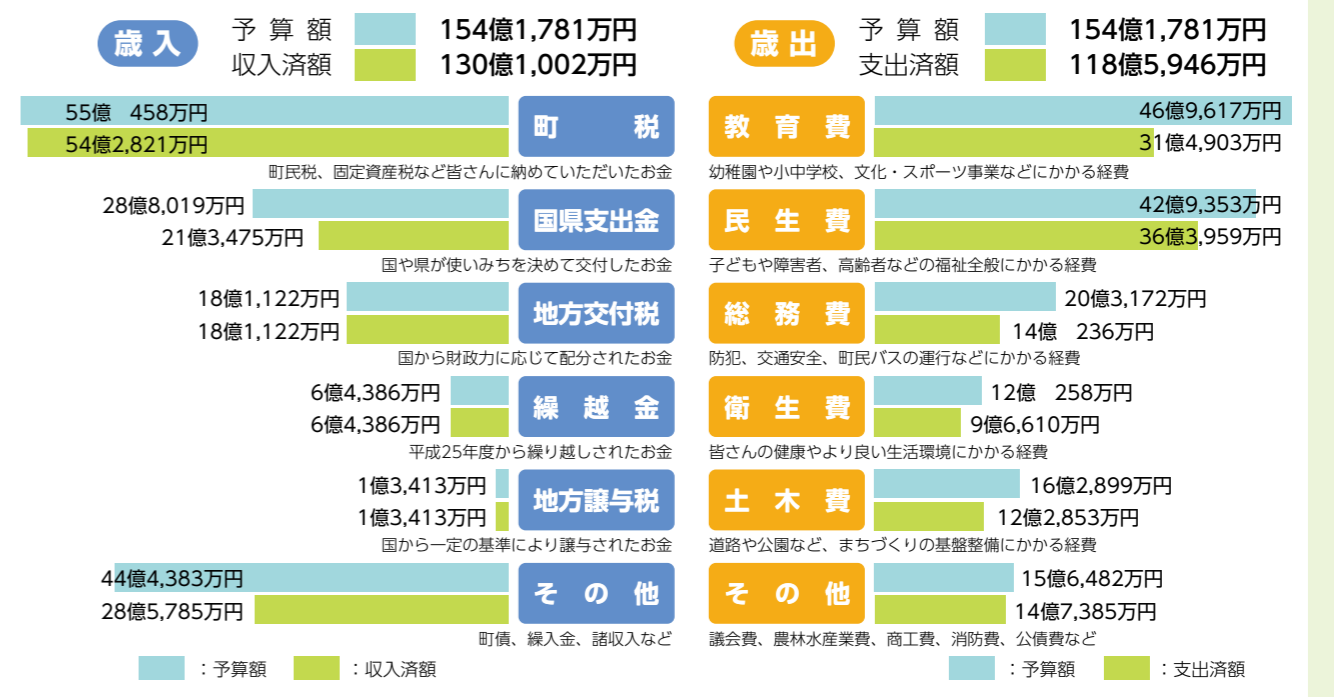 歳入
予算額 154億1,781万円
収入済額 130億1,002万円
55億 458万円
54億2,821万円
町税
町民税、固定資産税など皆さんに納めていただいたお金
28億8,019万円
21億3,475万円
国県支出金
国や県が使いみちを決めて交付したお金
18億1,122万円
18億1,122万円
地方交付税
国から財政力に応じて配分されたお金
6億4,386万円
6億4,386万円
繰越金
平成25年度から繰り越しされたお金
1億3,413万円
1億3,413万円
地方譲与税
国から一定の基準により譲与されたお金
44億4,383万円
28億5,785万円
その他
町債、繰入金、諸収入など
:予算額 :収入済額
歳出
予算額 154億1,781万円
支出済額 118億5,946万円
教育費
46億9,617万円
31億4,903万円
幼稚園や小中学校、文化・スポーツ事業などにかかる経費
民生費
42億9,353万円
36億3,959万円
子どもや障害者、高齢者などの福祉全般にかかる経費
総務費
20億3,172万円
14億 236万円
防犯、交通安全、町民バスの運行などにかかる経費
衛生費
12億 258万円
9億6,610万円
皆さんの健康やより良い生活環境にかかる経費
土木費
16億2,899万円
12億2,853万円
道路や公園など、まちづくりの基盤整備にかかる経費
その他
15億6,482万円
14億7,385万円
議会費、農林水産業費、商工費、消防費、公債費など
:予算額 :支出済額